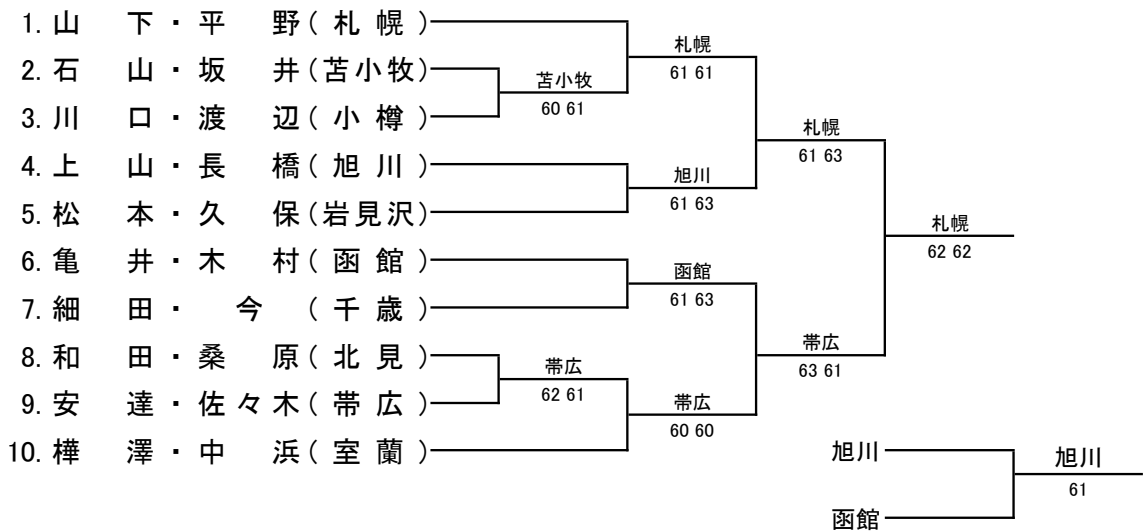 1. 山 下 ・ 平 野 ( 札 幌 )
札幌
2. 石 山 ・ 坂 井 (苫小牧)
61 61
苫小牧
3. 川 口 ・ 渡 辺 ( 小 樽 )
60 61
札幌
4. 上 山 ・ 長 橋 ( 旭 川 )
61 63
旭川
5. 松 本 ・ 久 保 (岩見沢)
61 63
札幌
6. 亀 井 ・ 木 村 ( 函 館 )
62 62
函館
7. 細 田 ・ 今 ( 千 歳 )
61 63
8. 和 田 ・ 桑 原 ( 北 見 )
帯広
63 61
帯広
9. 安 達 ・ 佐々木 ( 帯 広 )
62 61
帯広
60 60
10. 樺 澤 ・ 中 浜 ( 室 蘭 )
旭川
旭川
61
函館